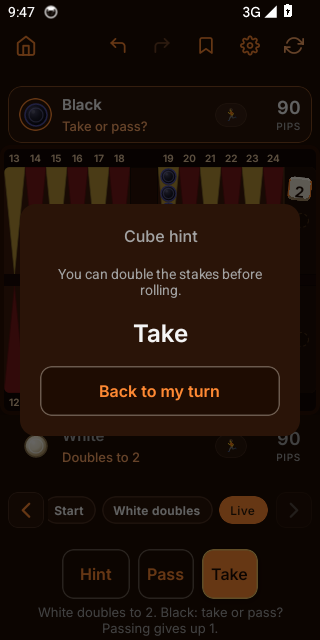 9:47
3G
Black
Take or pass?
90
PIPS
13 14 15 16 17 18 19 20 21 22 23 24
2
Cube hint
You can double the stakes before
rolling.
Take
Back to my turn
12
White
90
Doubles to 2
PIPS
Start
White doubles
Live
Hint
Pass
Take
White doubles to 2. Black: take or pass?
Passing gives up 1.